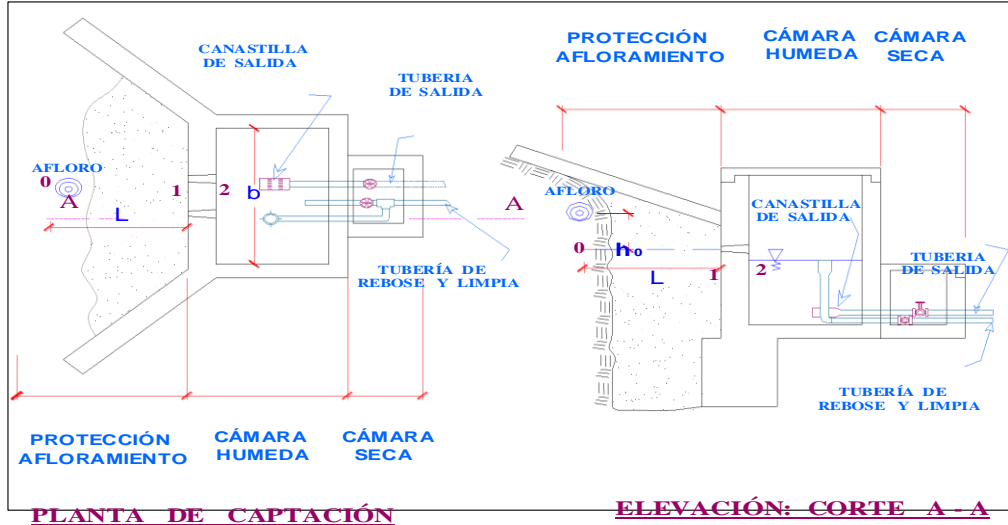 CANASTILLA
DE SALIDA
TUBERIA
DE SALIDA
AFLORO
0
A
1
2
b
L
A
TUBERÍA DE
REBOSE Y LIMPIA
PROTECCIÓN
AFLORAMIENTO
CÁMARA
HUMEDA
CÁMARA
SECA
PLANTA DE CAPTACIÓN
PROTECCIÓN
AFLORAMIENTO
CÁMARA
HUMEDA
CÁMARA
SECA
AFLORO
0
ho
L
1
2
CANASTILLA
DE SALIDA
TUBERIA
DE SALIDA
TUBERÍA DE
REBOSE Y LIMPIA
ELEVACIÓN: CORTE A - A